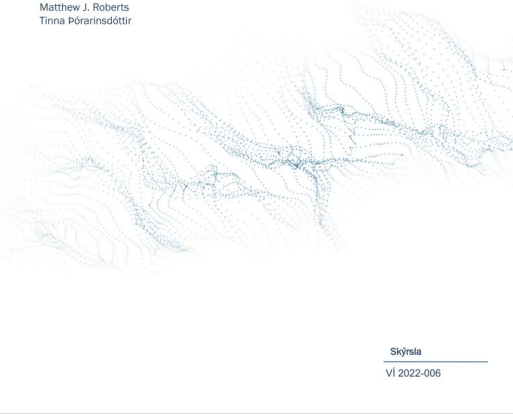 Matthew J. Roberts
Tinna Þórarinsdóttir
Skýrsla
VÍ 2022-006